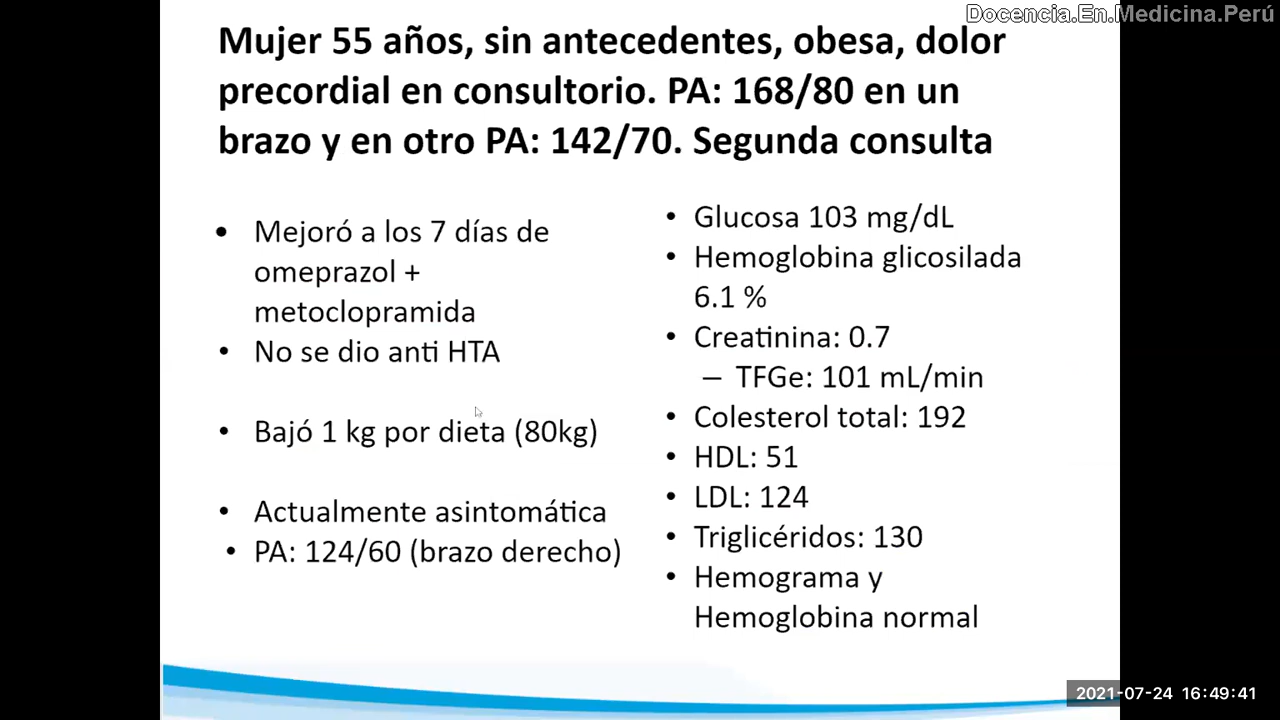 Docencia.En.Medicina.Perú
Mujer 55 años, sin antecedentes, obesa, dolor
precordial en consultorio. PA: 168/80 en un
brazo y en otro PA: 142/70. Segunda consulta
• Mejoró a los 7 días de
omeprazol +
metoclopramida
• No se dio anti HTA
• Bajó 1 kg por dieta (80kg)
• Actualmente asintomática
• PA: 124/60 (brazo derecho)
• Glucosa 103 mg/dL
• Hemoglobina glicosilada
6.1 %
• Creatinina: 0.7
– TFGe: 101 mL/min
• Colesterol total: 192
• HDL: 51
• LDL: 124
• Triglicéridos: 130
• Hemograma y
Hemoglobina normal
2021-07-24 16:49:41